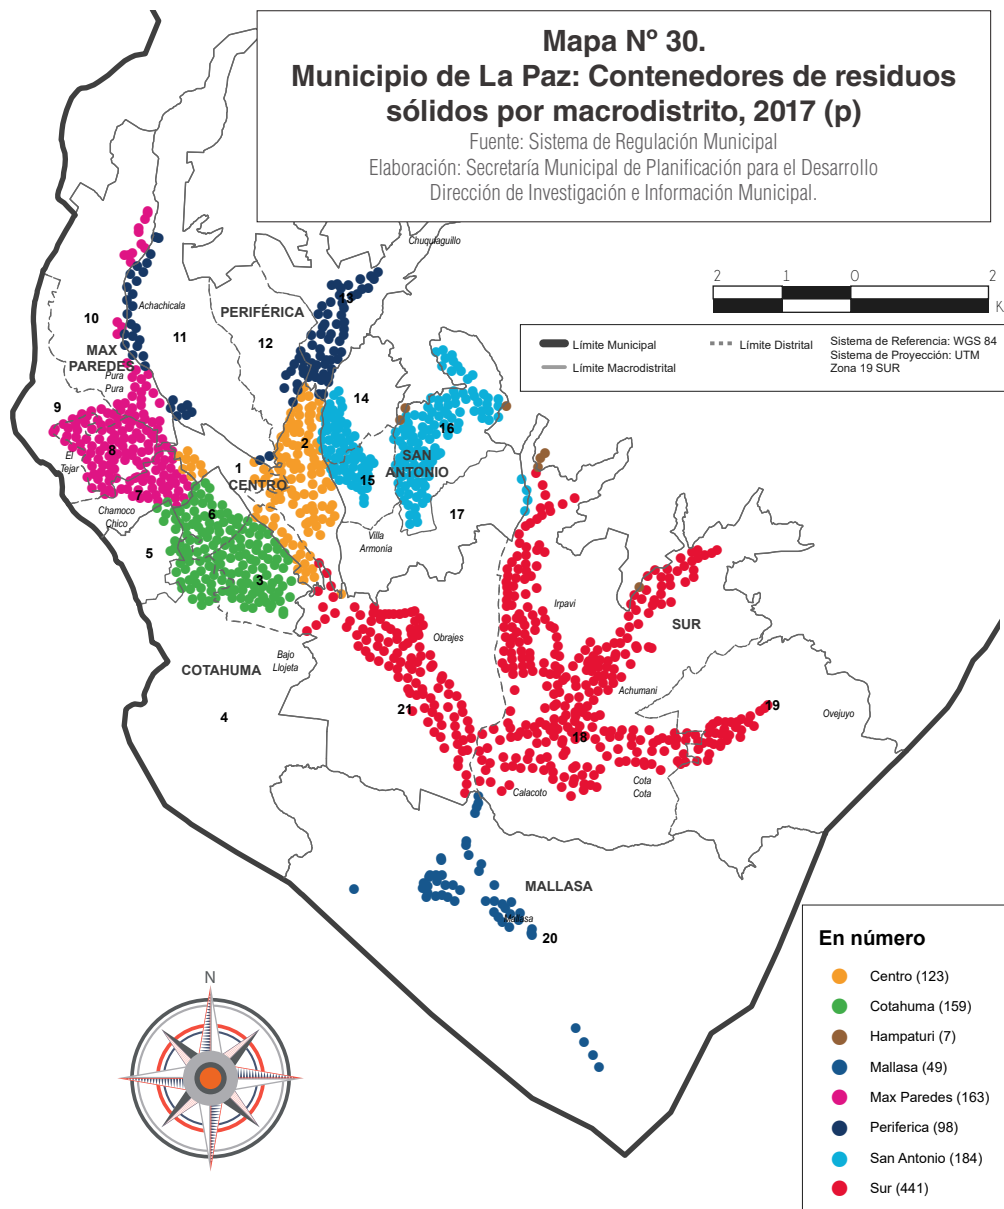 Mapa Nº 30.
Municipio de La Paz: Contenedores de residuos
sólidos por macrodistrito, 2017 (p)
Fuente: Sistema de Regulación Municipal
Elaboración: Secretaría Municipal de Planificación para el Desarrollo
Dirección de Investigación e Información Municipal.
Chuquiaguillo
2 1 0 2
K
Límite Municipal
Límite Distrital
Límite Macrodistrital
Sistema de Referencia: WGS 84
Sistema de Proyección: UTM
Zona 19 SUR
13
Achachicala
PERIFÉRICA
10
11
12
MAX
PAREDES
Pura
Pura
14
9
16
2
8
El
Tejar
SAN
ANTONIO
1
CENTRO
15
7
Chamoco
Chico
6
17
Villa
Armonia
5
3
Irpavi
SUR
Obrajes
Bajo
Llojeta
COTAHUMA
Achumani
4
21
19
Ovejuyo
18
Cota
Cota
Calacoto
MALLASA
Mallasa
20
N
En número
Centro (123)
Cotahuma (159)
Hampaturi (7)
Mallasa (49)
Max Paredes (163)
Periferica (98)
San Antonio (184)
Sur (441)